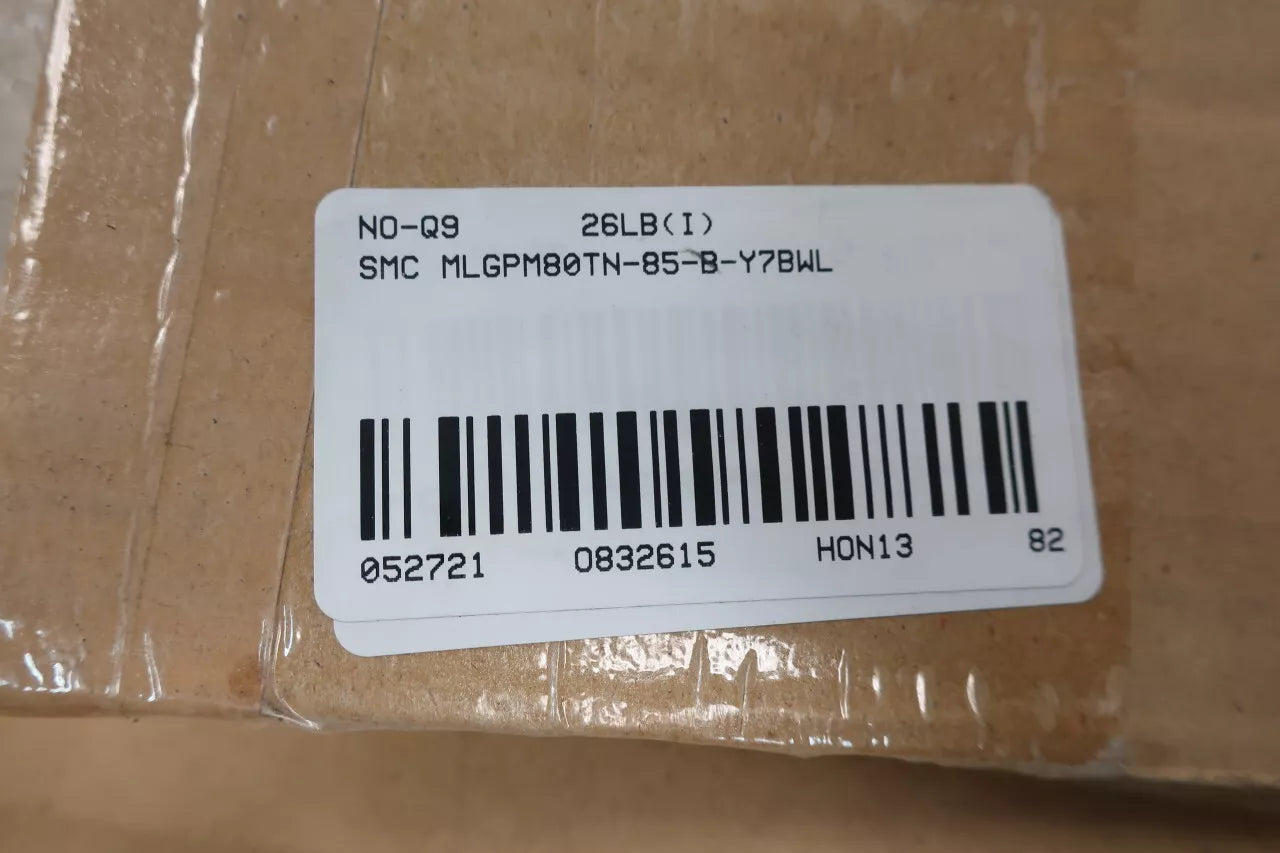 NO-Q9 26LB(I)
SMC MLGPM80TN-85-B-Y7BWL
052721 0832615 HON13 82